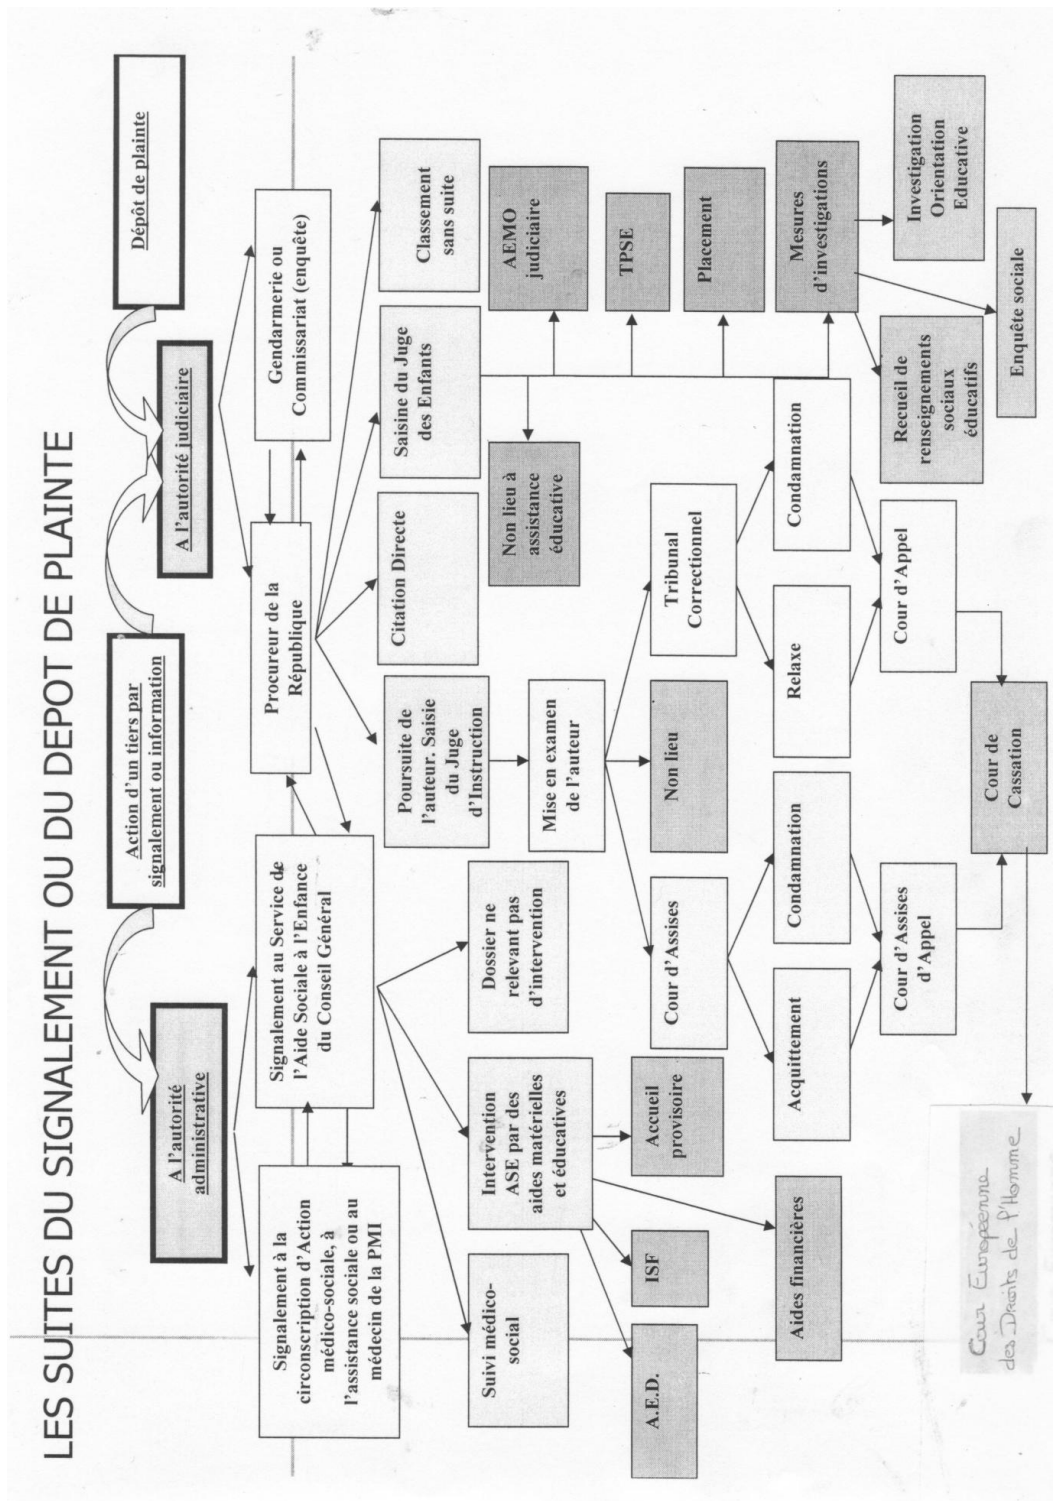 LES SUITES DU SIGNALEMENT OU DU DEPOT DE PLAINTE
Action d'un tiers par
signalement ou information
Dépôt de plainte
A l'autorité
administrative
A l'autorité judiciaire
Signalement à la
circonscription d'Action
médico-sociale, à
l'assistance sociale ou au
médecin de la PMI
Signalement au Service de
l'Aide Sociale à l'Enfance
du Conseil Général
Procureur de la
République
Gendarmerie ou
Commissariat (enquête)
Suivi médico-
social
Intervention
ASE par des
aides matérielles
et éducatives
Dossier ne
relevant pas
d'intervention
Poursuite de
l'auteur. Saisie
du Juge
d'Instruction
Citation Directe
Saisine du Juge
des Enfants
Classement
sans suite
Non lieu à
assistance
éducative
AEMO
judiciaire
Mise en examen
de l'auteur
TPSE
A.E.D.
ISF
Accueil
provisoire
Cour d'Assises
Non lieu
Tribunal
Correctionnel
Placement
Aides financières
Acquittement
Condamnation
Relaxe
Condamnation
Mesures
d'investigations
Cour d'Assises
d'Appel
Cour d'Appel
Recueil de
renseignements
sociaux
éducatifs
Investigation
Orientation
Educative
Cour de
Cassation
Enquête sociale
Cour Européenne
des Droits de l'Homme